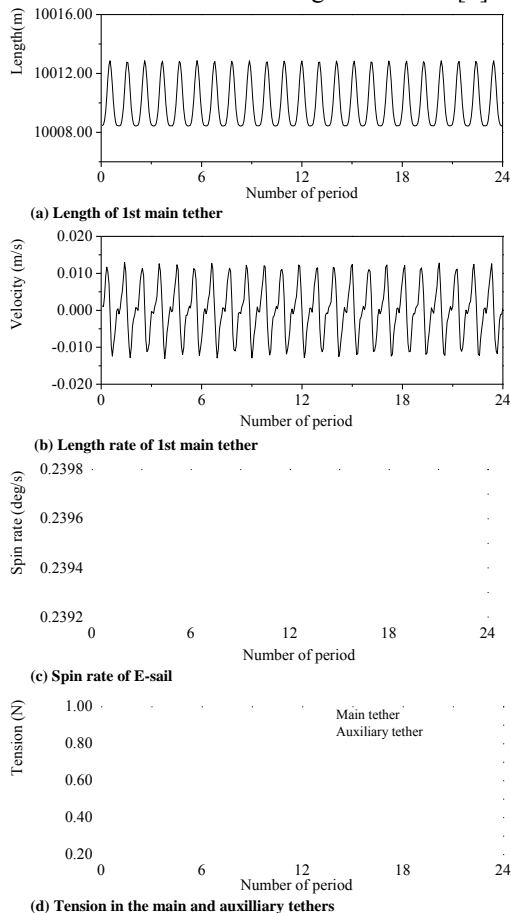 10016.00
Length(m)
10012.00
10008.00
0 6 12 18 24
Number of period
(a) Length of 1st main tether
0.020
Velocity (m/s)
0.010
0.000
-0.010
-0.020
0 6 12 18 24
Number of period
(b) Length rate of 1st main tether
0.2398
Spin rate (deg/s)
0.2396
0.2394
0.2392
0 6 12 18 24
Number of period
(c) Spin rate of E-sail
1.00
Tension (N)
Main tether
Auxiliary tether
0.80
0.60
0.40
0.20
0 6 12 18 24
Number of period
(d) Tension in the main and auxilliary tethers